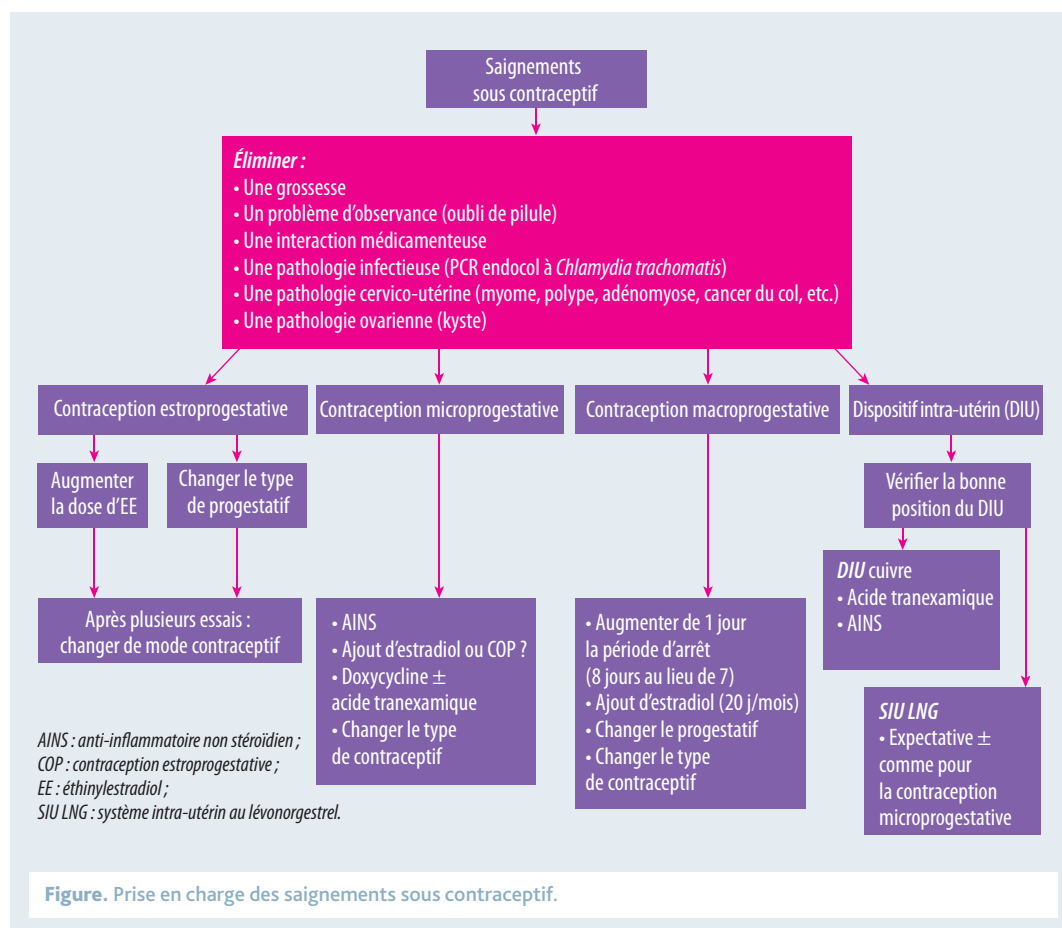 Saignements
sous contraceptif
Éliminer :
• Une grossesse
• Un problème d'observance (oubli de pilule)
• Une interaction médicamenteuse
• Une pathologie infectieuse (PCR endocol à Chlamydia trachomatis)
• Une pathologie cervico-utérine (myome, polype, adénomyose, cancer du col, etc.)
• Une pathologie ovarienne (kyste)
Contraception estroprogestative
Augmenter
la dose d'EE
Changer le type
de progestatif
Après plusieurs essais :
changer de mode contraceptif
Contraception microprogestative
• AINS
• Ajout d'estradiol ou COP ?
• Doxycycline ±
acide tranexamique
• Changer le type
de contraceptif
Contraception macroprogestative
• Augmenter de 1 jour
la période d'arrêt
(8 jours au lieu de 7)
• Ajout d'estradiol (20 j/mois)
• Changer le progestatif
• Changer le type
de contraceptif
Dispositif intra-utérin (DIU)
Vérifier la bonne
position du DIU
DIU cuivre
• Acide tranexamique
• AINS
SIU LNG
• Expectative ±
comme pour
la contraception
microprogestative
AINS : anti-inflammatoire non stéroïdien ;
COP : contraception estroprogestative ;
EE : éthinylestradiol ;
SIU LNG : système intra-utérin au lévonorgestrel.
Figure. Prise en charge des saignements sous contraceptif.